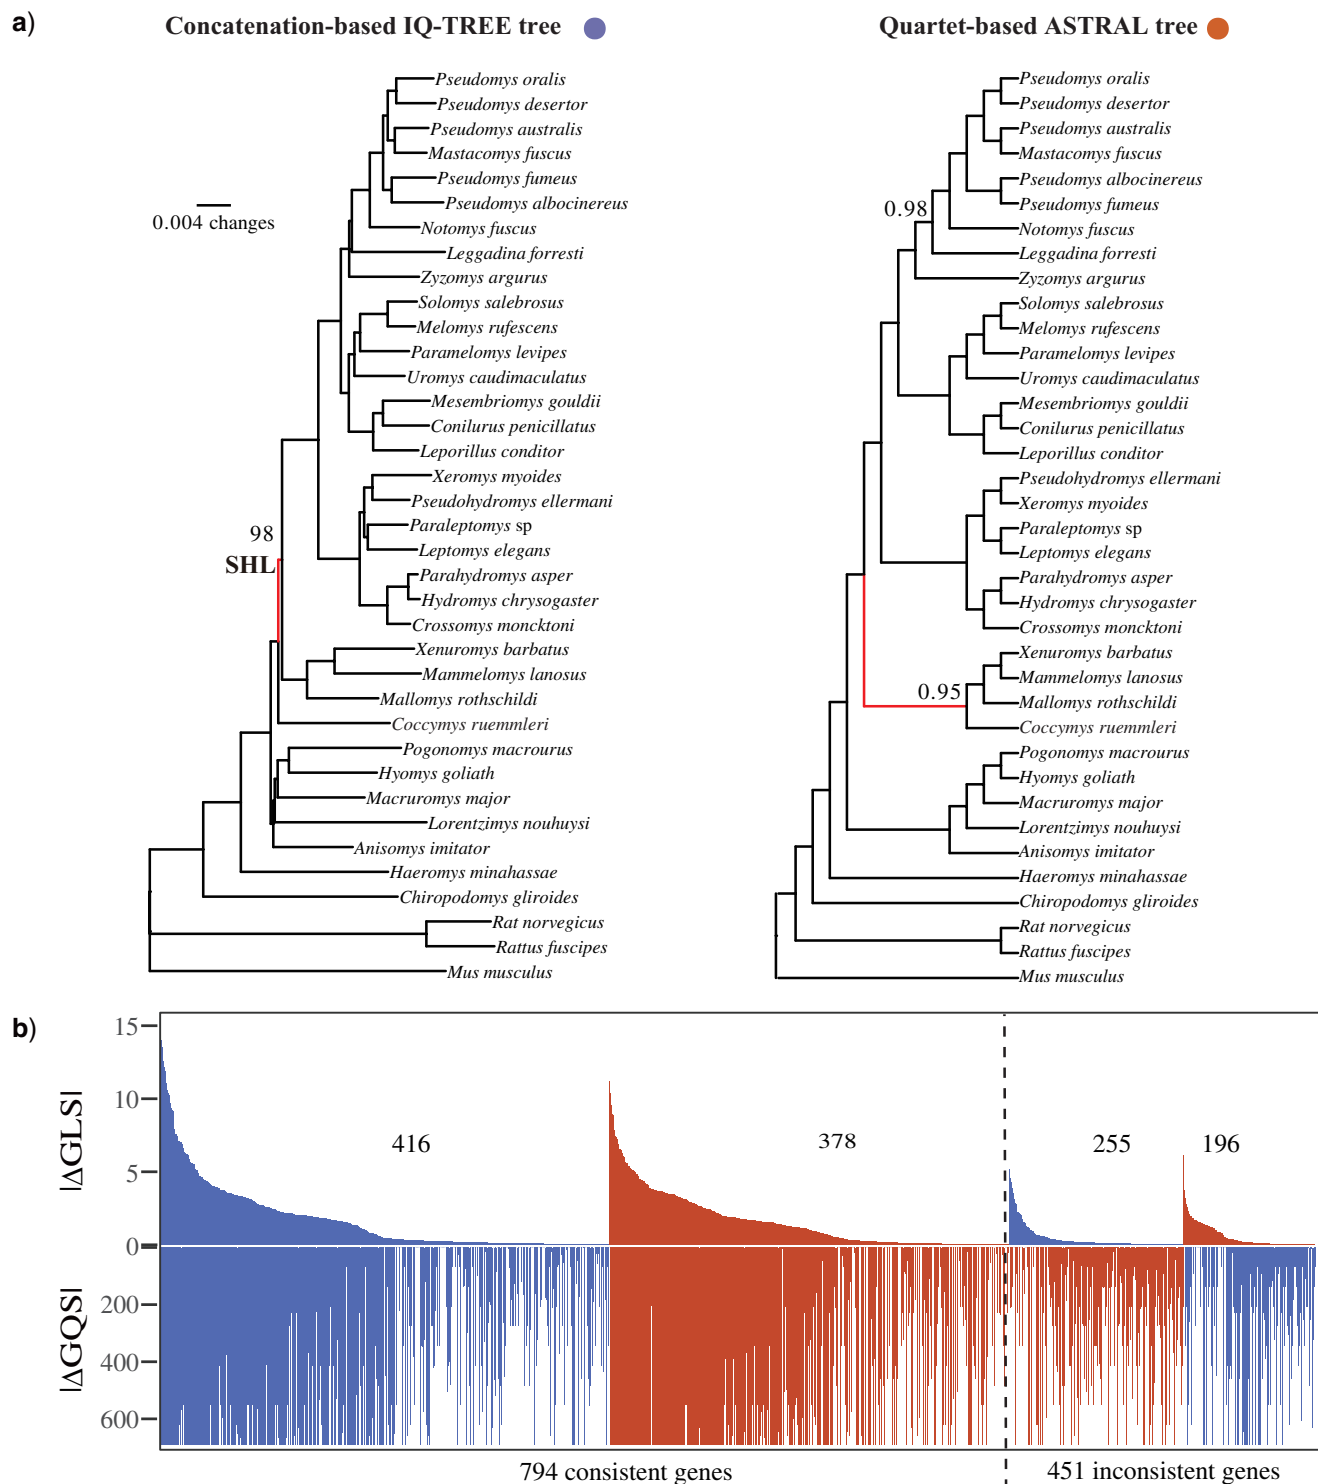 a)
Concatenation-based IQ-TREE tree
Quartet-based ASTRAL tree
0.004 changes
98
SHL
Pseudomys oralis
Pseudomys desertor
Pseudomys australis
Mastacomys fuscus
Pseudomys fumeus
Pseudomys albocinereus
Notomys fuscus
Leggadina forresti
Zyzomys argurus
Solomys salebrosus
Melomys rufescens
Paramelomys levipes
Uromys caudimaculatus
Mesembriomys gouldii
Conilurus penicillatus
Leporillus conditor
Xeromys myoides
Pseudohydromys ellermani
Paraleptomys sp
Leptomys elegans
Parahydromys asper
Hydromys chrysogaster
Crossomys moncktoni
Xenuromys barbatus
Mammelomys lanosus
Mallomys rothschildi
Coccymys ruemmleri
Pogonomys macrourus
Hyomys goliath
Macruromys major
Lorentzimys nouhuysi
Anisomys imitator
Haeromys minahassae
Chiropodomys gliroides
Rat norvegicus
Rattus fuscipes
Mus musculus
0.98
0.95
Pseudomys oralis
Pseudomys desertor
Pseudomys australis
Mastacomys fuscus
Pseudomys albocinereus
Pseudomys fumeus
Notomys fuscus
Leggadina forresti
Zyzomys argurus
Solomys salebrosus
Melomys rufescens
Paramelomys levipes
Uromys caudimaculatus
Mesembriomys gouldii
Conilurus penicillatus
Leporillus conditor
Pseudohydromys ellermani
Xeromys myoides
Paraleptomys sp
Leptomys elegans
Parahydromys asper
Hydromys chrysogaster
Crossomys moncktoni
Xenuromys barbatus
Mammelomys lanosus
Mallomys rothschildi
Coccymys ruemmleri
Pogonomys macrourus
Hyomys goliath
Macruromys major
Lorentzimys nouhuysi
Anisomys imitator
Haeromys minahassae
Chiropodomys gliroides
Rat norvegicus
Rattus fuscipes
Mus musculus
b)
|ΔGLS|
15
10
5
0
416
378
255
196
|ΔGQS|
200
400
600
794 consistent genes
451 inconsistent genes